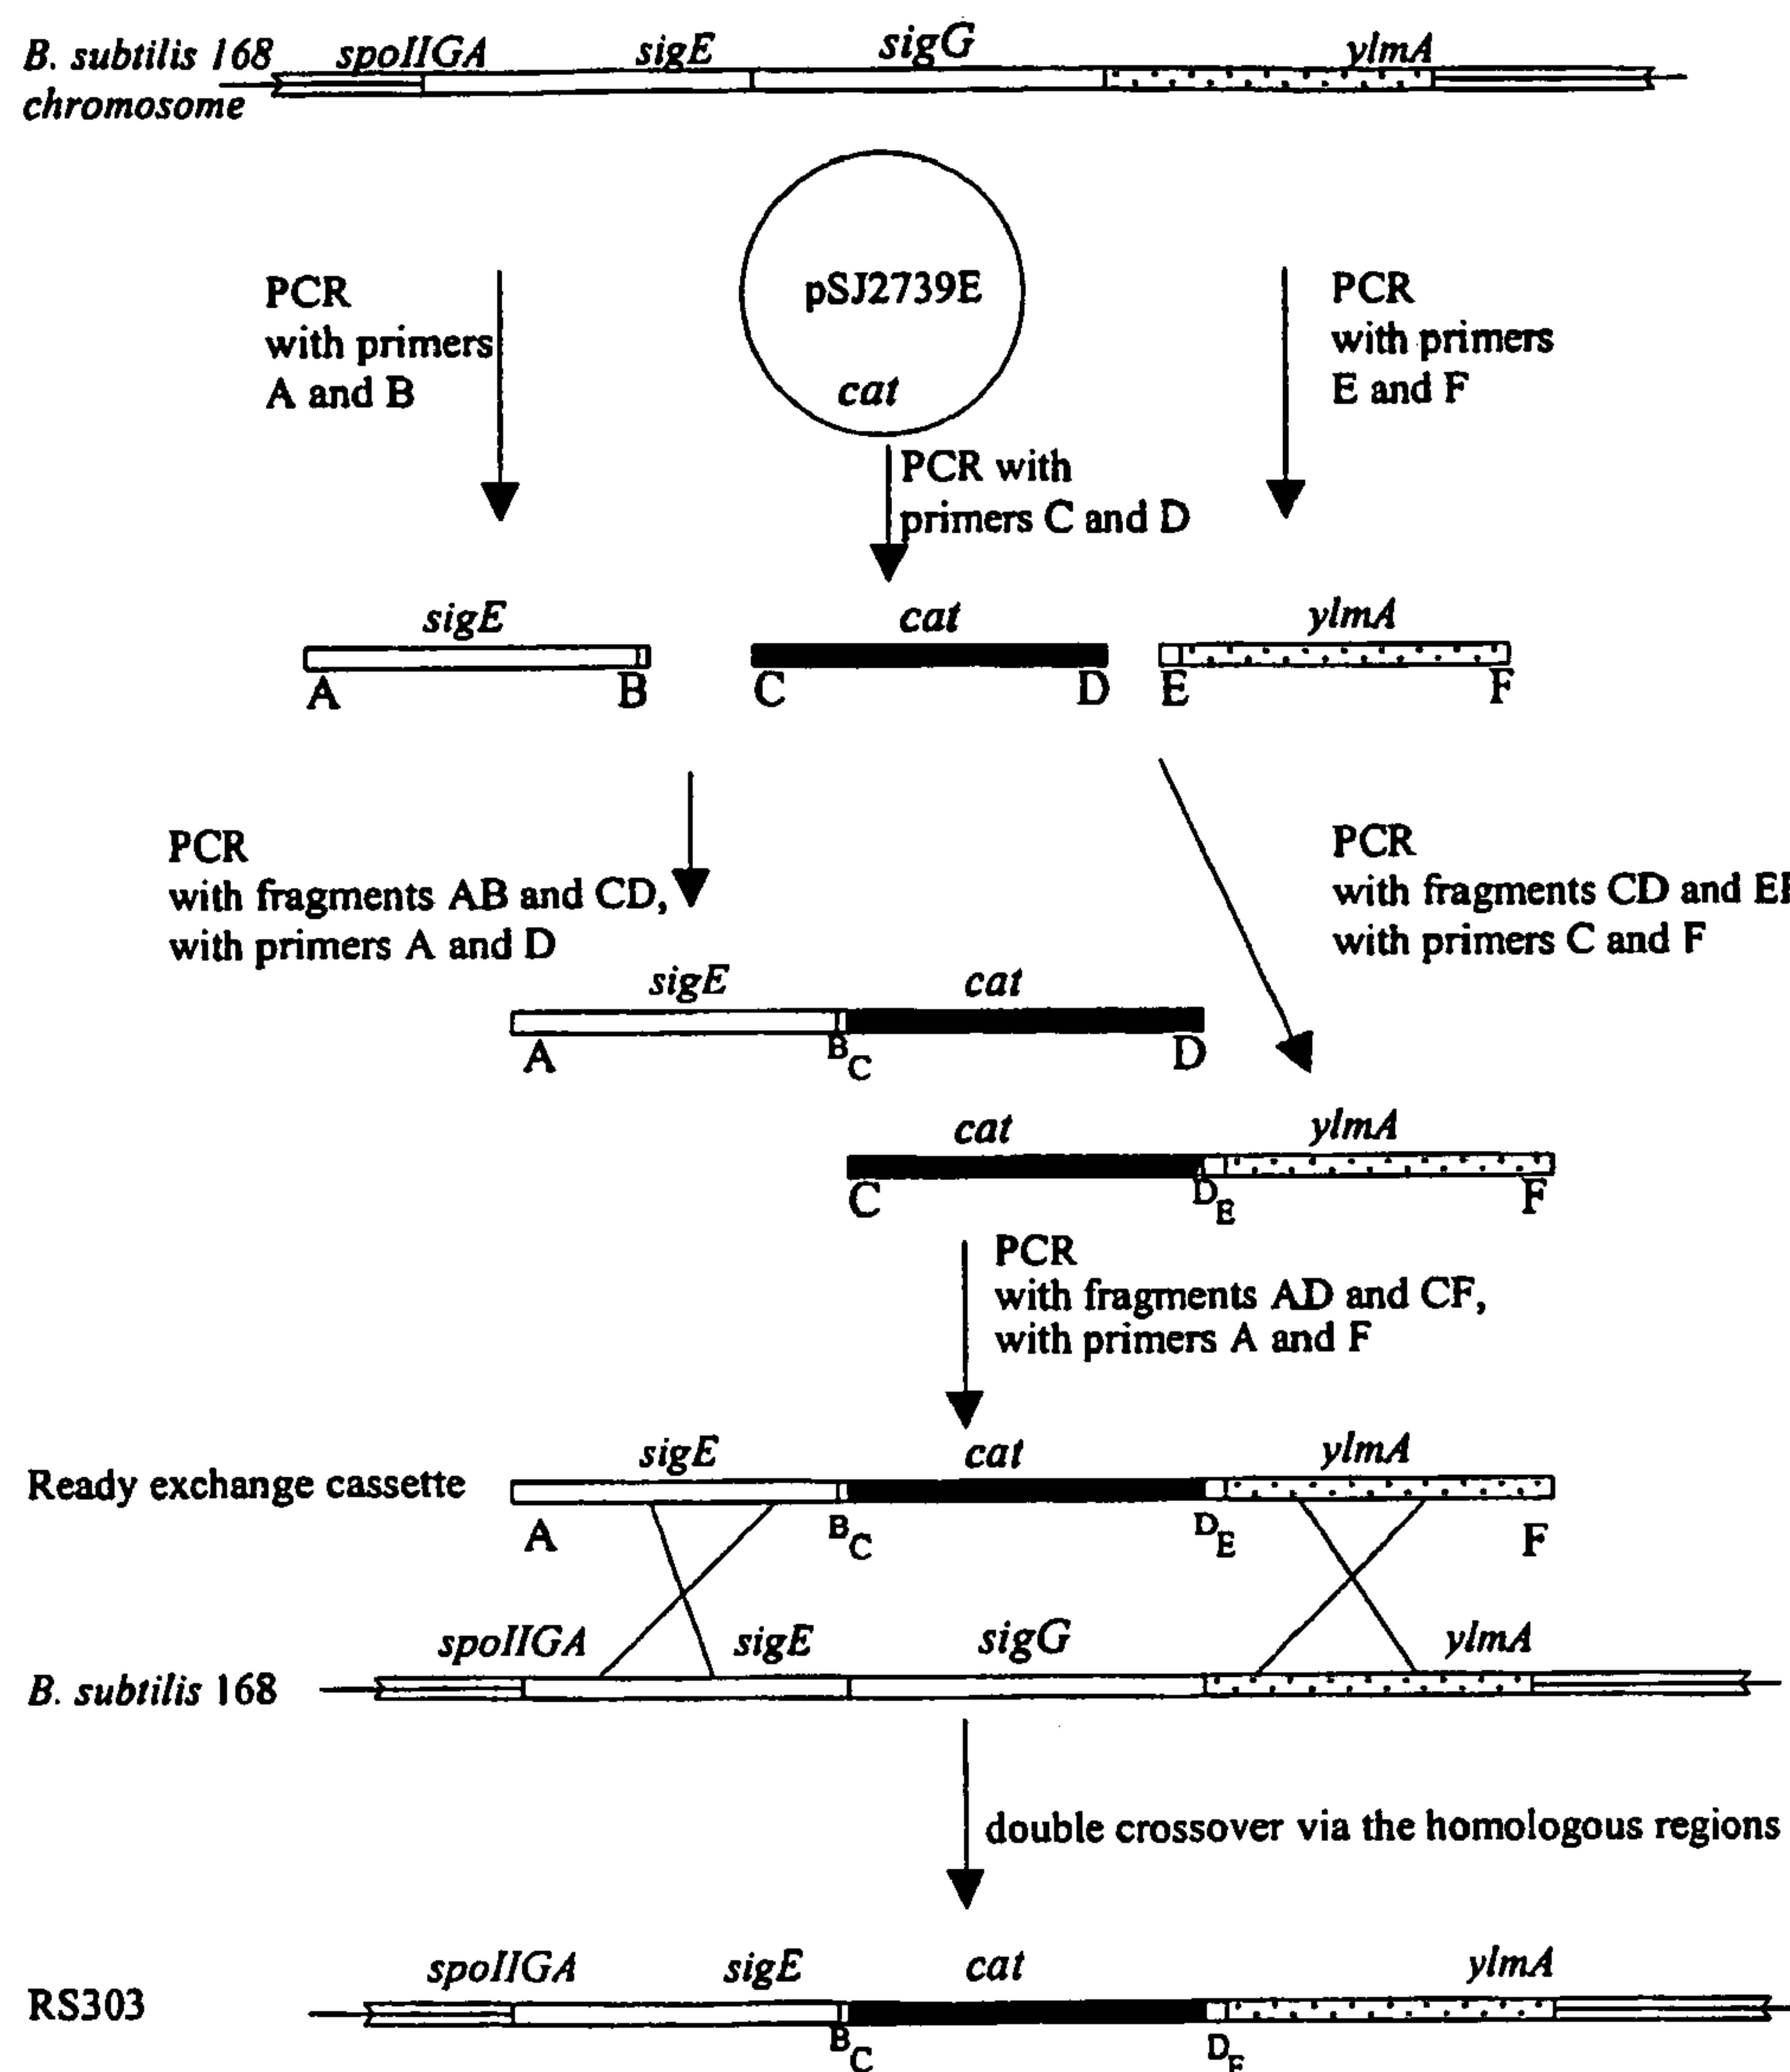 B. subtilis 168
chromosome
spoIIGA
sigE
sigG
ylmA
PCR
with primers
A and B
pSJ2739E
cat
PCR
with primers
E and F
PCR with
primers C and D
sigE
cat
ylmA
A
B
C
D
E
F
PCR
with fragments AB and CD,
with primers A and D
PCR
with fragments CD and EF
with primers C and F
sigE
cat
A
B
C
D
cat
ylmA
C
D
E
F
PCR
with fragments AD and CF,
with primers A and F
Ready exchange cassette
sigE
cat
ylmA
A
B
C
D
E
F
B. subtilis 168
spoIIGA
sigE
sigG
ylmA
double crossover via the homologous regions
RS303
spoIIGA
sigE
cat
ylmA
B
C
D
E